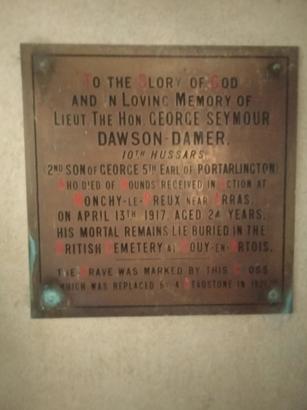 TO THE GLORY OF GOD
AND IN LOVING MEMORY OF
LIEUT THE HON. GEORGE SEYMOUR
DAWSON-DAMER.
10TH HUSSARS
(2ND SON OF GEORGE 5TH EARL OF PORTARLINGTON)
WHO DIED OF WOUNDS RECEIVED IN ACTION AT
MONCHY-LE-PREUX NEAR ARRAS.
ON APRIL 13TH 1917, AGED 24 YEARS.
HIS MORTAL REMAINS LIE BURIED IN THE
BRITISH CEMETERY AT GOUY-EN-ARTOIS.
THE GRAVE WAS MARKED BY THIS CROSS
WHICH WAS REPLACED BY A HEADSTONE IN